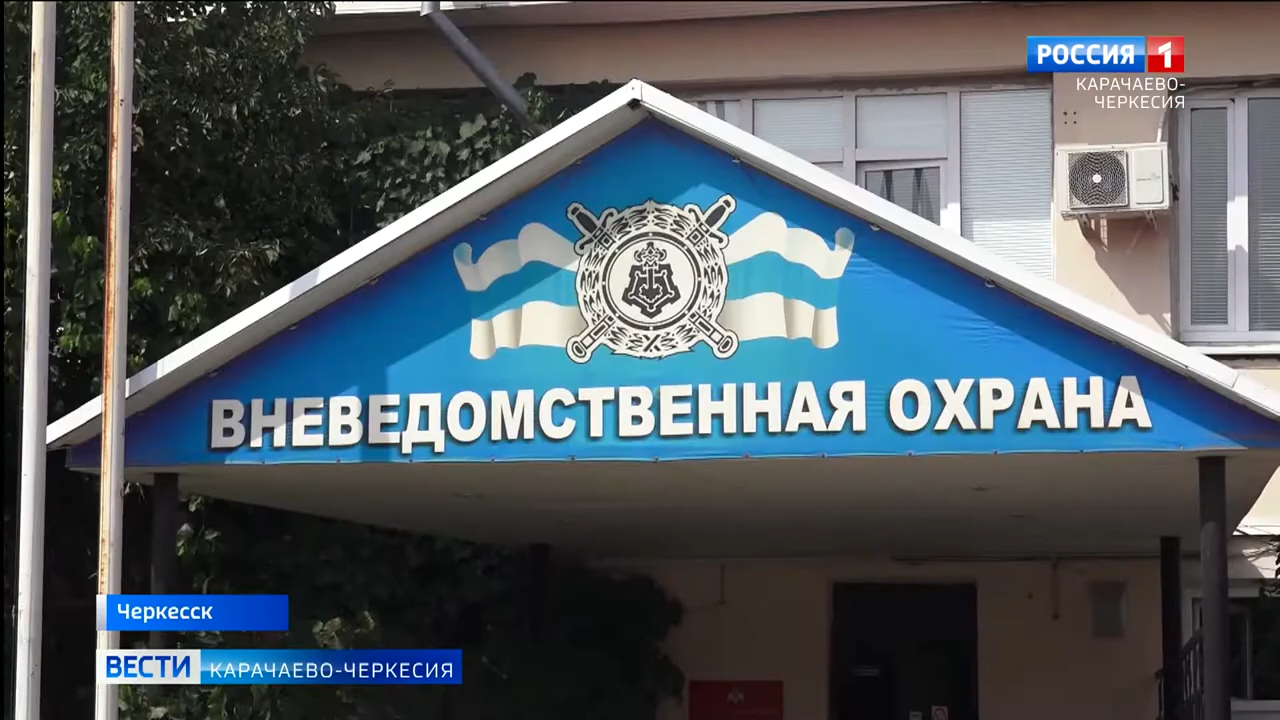 РОССИЯ 1
КАРАЧАЕВО-
ЧЕРКЕСИЯ
ВНЕВЕДОМСТВЕННАЯ ОХРАНА
Черкесск
ВЕСТИ КАРАЧАЕВО-ЧЕРКЕСИЯ